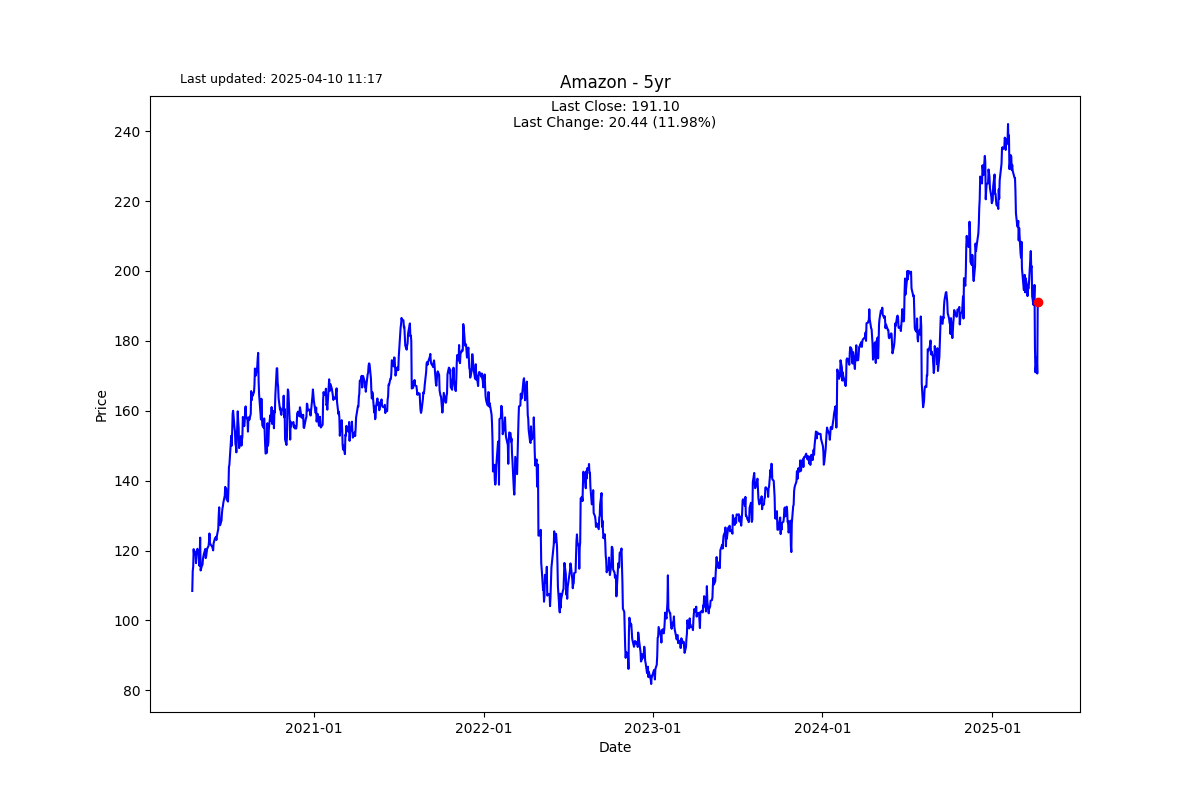 Last updated: 2025-04-10 11:17
Amazon - 5yr
Last Close: 191.10
Last Change: 20.44 (11.98%)
240
220
200
180
160
140
120
100
80
Price
2021-01
2022-01
2023-01
2024-01
2025-01
Date